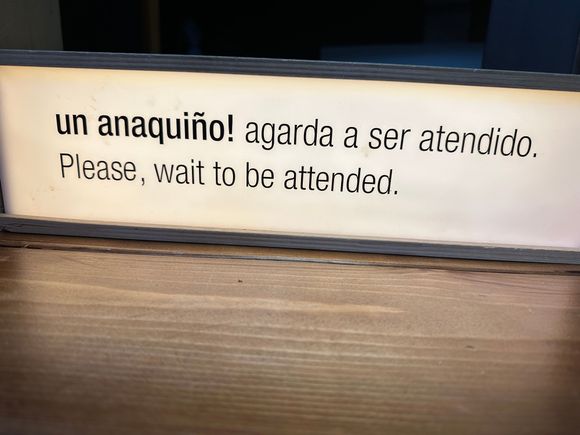 un anaquiño! agarda a ser atendido.
Please, wait to be attended.